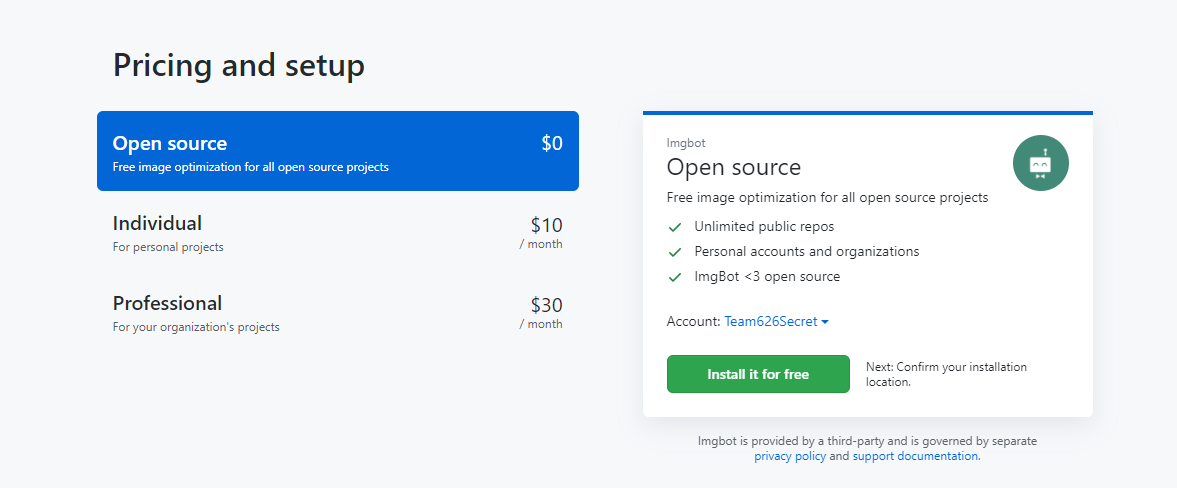 Pricing and setup
Open source
$0
Free image optimization for all open source projects
Individual
$10
For personal projects
/ month
Professional
$30
For your organization's projects
/ month
Imgbot
Open source
Free image optimization for all open source projects
Unlimited public repos
Personal accounts and organizations
ImgBot <3 open source
Account: Team626Secret
Install it for free
Next: Confirm your installation
location.
Imgbot is provided by a third-party and is governed by separate
privacy policy and support documentation.